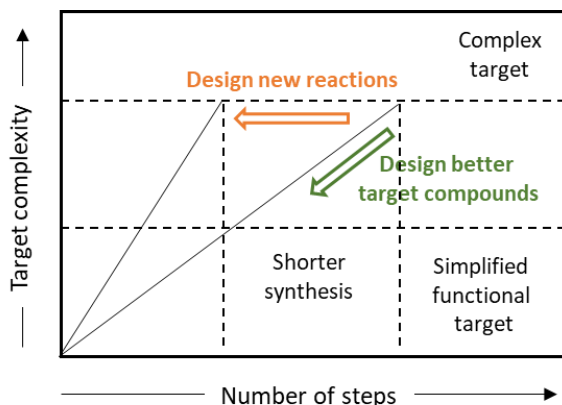 Complex
target
Design new reactions
Design better
target compounds
Target complexity
Shorter
synthesis
Simplified
functional
target
Number of steps